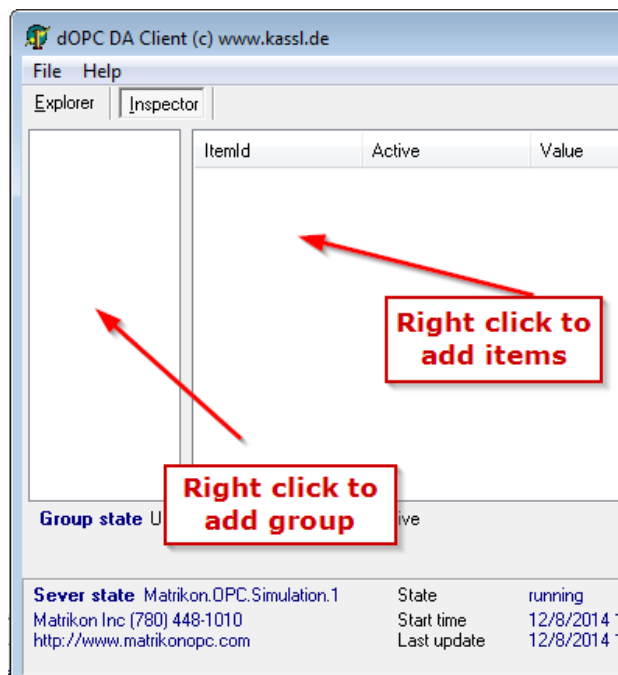 dOPC DA Client (c) www.kassl.de
File Help
Explorer Inspector
ItemId Active Value
Right click to
add items
Right click to
add group
Group state
Sever state Matrikon.OPC.Simulation.1 State running
Matrikon Inc (780) 448-1010 Start time 12/8/2014
http://www.matrikonopc.com Last update 12/8/2014